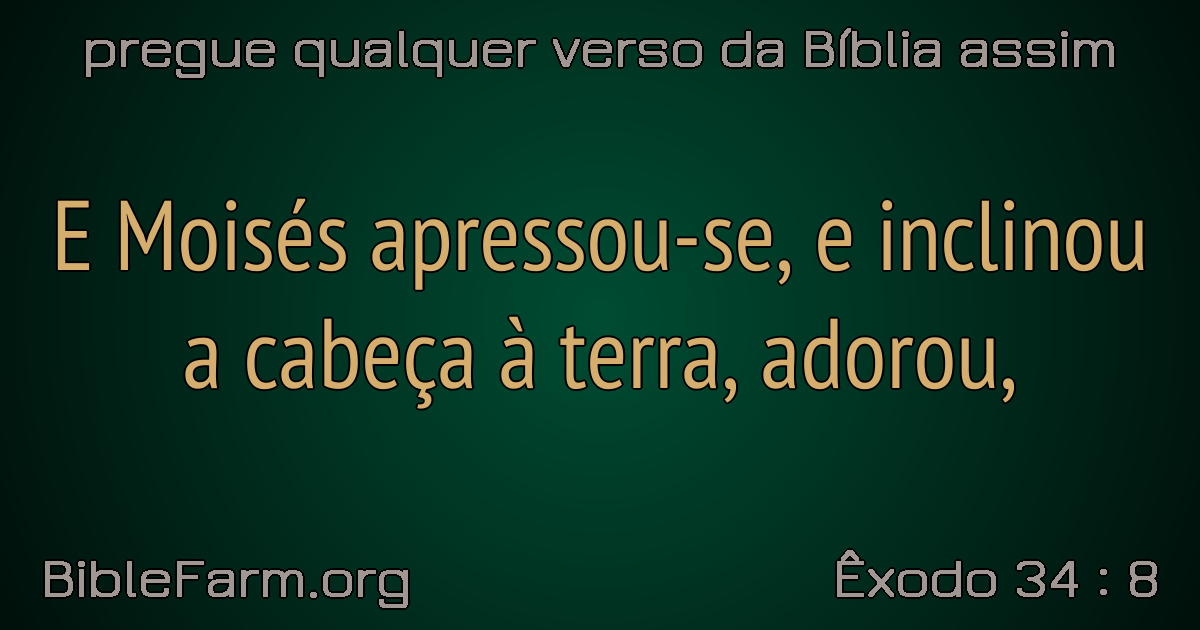 pregue qualquer verso da Bíblia assim
E Moisés apressou-se, e inclinou
a cabeça à terra, adorou,
BibleFarm.org
Êxodo 34 : 8